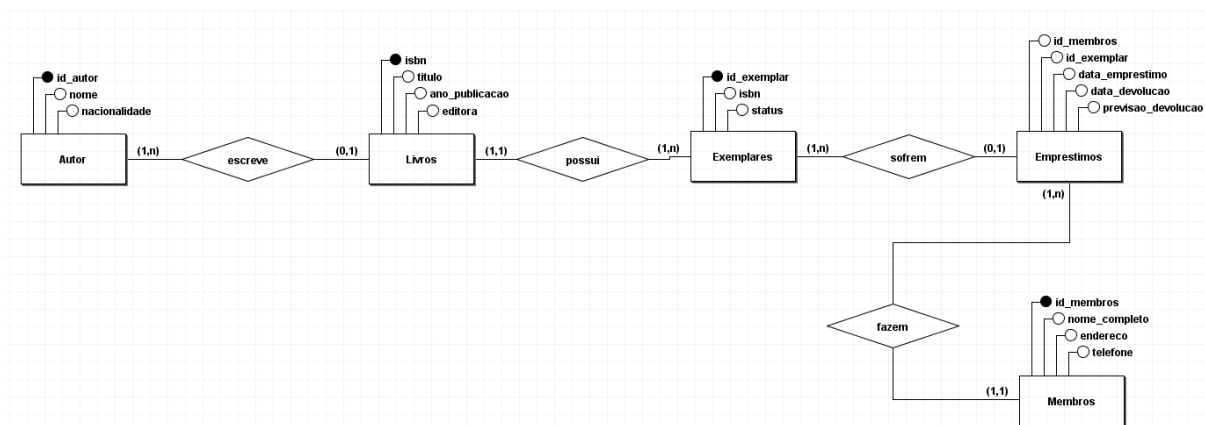 id_autor
nome
nacionalidade
Autor
(1,n)
escreve
(0,1)
isbn
titulo
ano_publicacao
editora
Livros
(1,1)
possui
(1,n)
id_exemplar
isbn
status
Exemplares
(1,n)
sofrem
(0,1)
id_membros
id_exemplar
data_emprestimo
data_devolucao
previsao_devolucao
Emprestimos
(1,n)
fazem
(1,1)
id_membros
nome_completo
endereco
telefone
Membros